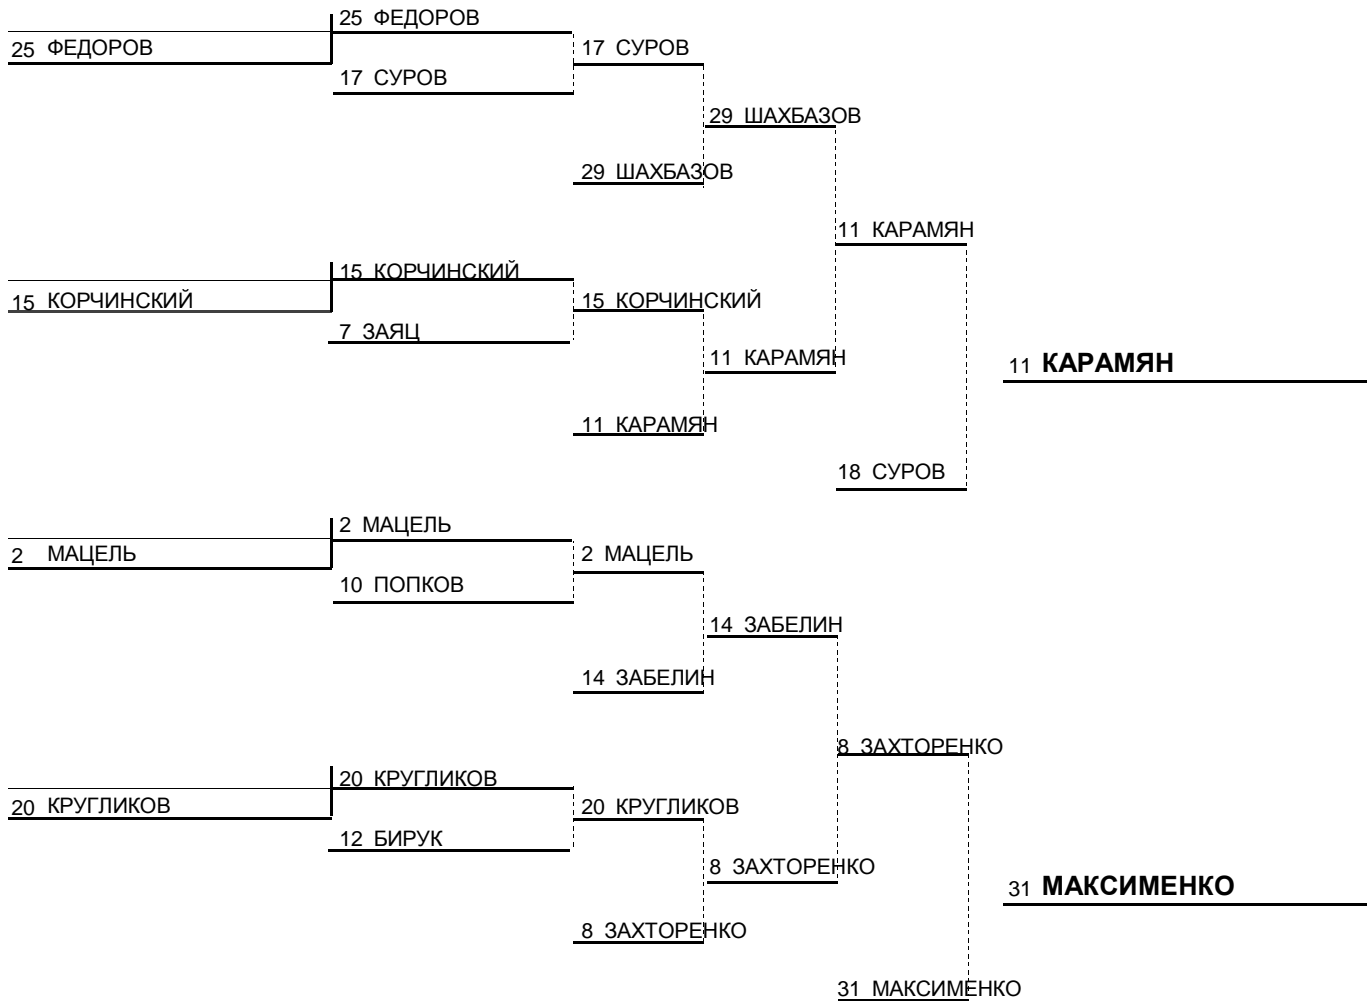 25 ФЕДОРОВ
25 ФЕДОРОВ
17 СУРОВ
17 СУРОВ
29 ШАХБАЗОВ
29 ШАХБАЗОВ
11 КАРАМЯН
15 КОРЧИНСКИЙ
15 КОРЧИНСКИЙ
15 КОРЧИНСКИЙ
7 ЗАЯЦ
11 КАРАМЯН
11 КАРАМЯН
11 КАРАМЯН
18 СУРОВ
2 МАЦЕЛЬ
2 МАЦЕЛЬ
2 МАЦЕЛЬ
10 ПОПКОВ
14 ЗАБЕЛИН
14 ЗАБЕЛИН
8 ЗАХТОРЕНКО
20 КРУГЛИКОВ
20 КРУГЛИКОВ
20 КРУГЛИКОВ
12 БИРУК
8 ЗАХТОРЕНКО
31 МАКСИМЕНКО
8 ЗАХТОРЕНКО
31 МАКСИМЕНКО